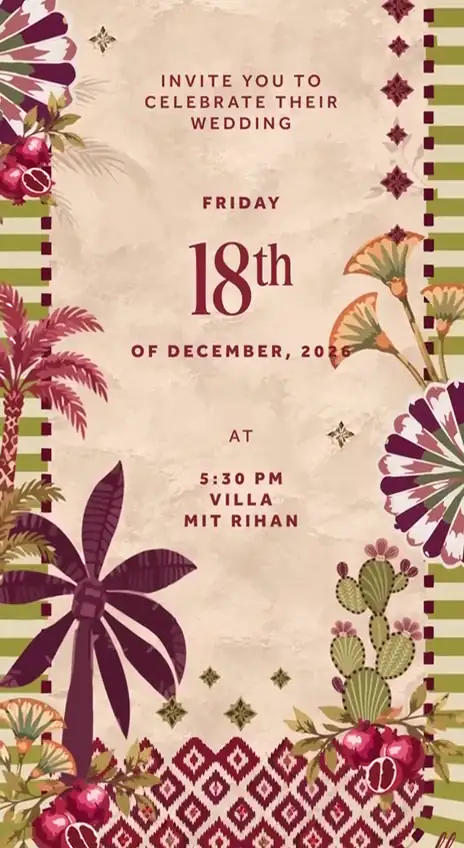 INVITE YOU TO
CELEBRATE THEIR
WEDDING
FRIDAY
18th
OF DECEMBER, 2026
AT
5:30 PM
VILLA
MIT RIHAN